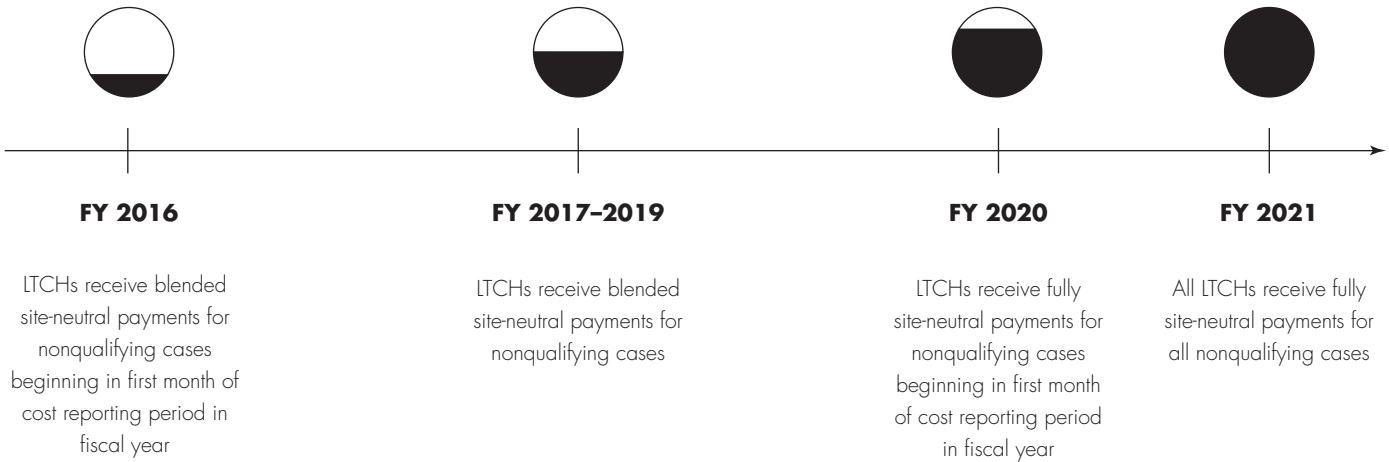 FY 2016
LTCHs receive blended
site-neutral payments for
nonqualifying cases
beginning in first month of
cost reporting period in
fiscal year
FY 2017–2019
LTCHs receive blended
site-neutral payments for
nonqualifying cases
FY 2020
LTCHs receive fully
site-neutral payments for
nonqualifying cases
beginning in first month
of cost reporting period
in fiscal year
FY 2021
All LTCHs receive fully
site-neutral payments for
all nonqualifying cases